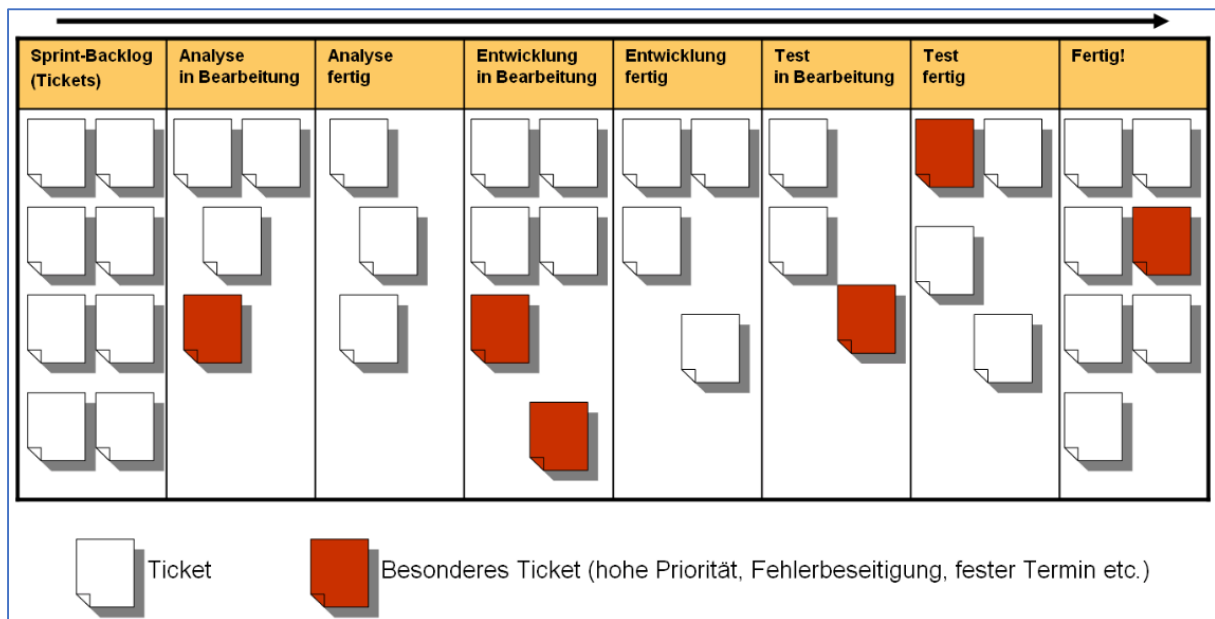 Sprint-Backlog
(Tickets)
Analyse
in Bearbeitung
Analyse
fertig
Entwicklung
in Bearbeitung
Entwicklung
fertig
Test
in Bearbeitung
Test
fertig
Fertig!
Ticket
Besonderes Ticket (hohe Priorität, Fehlerbeseitigung, fester Termin etc.)